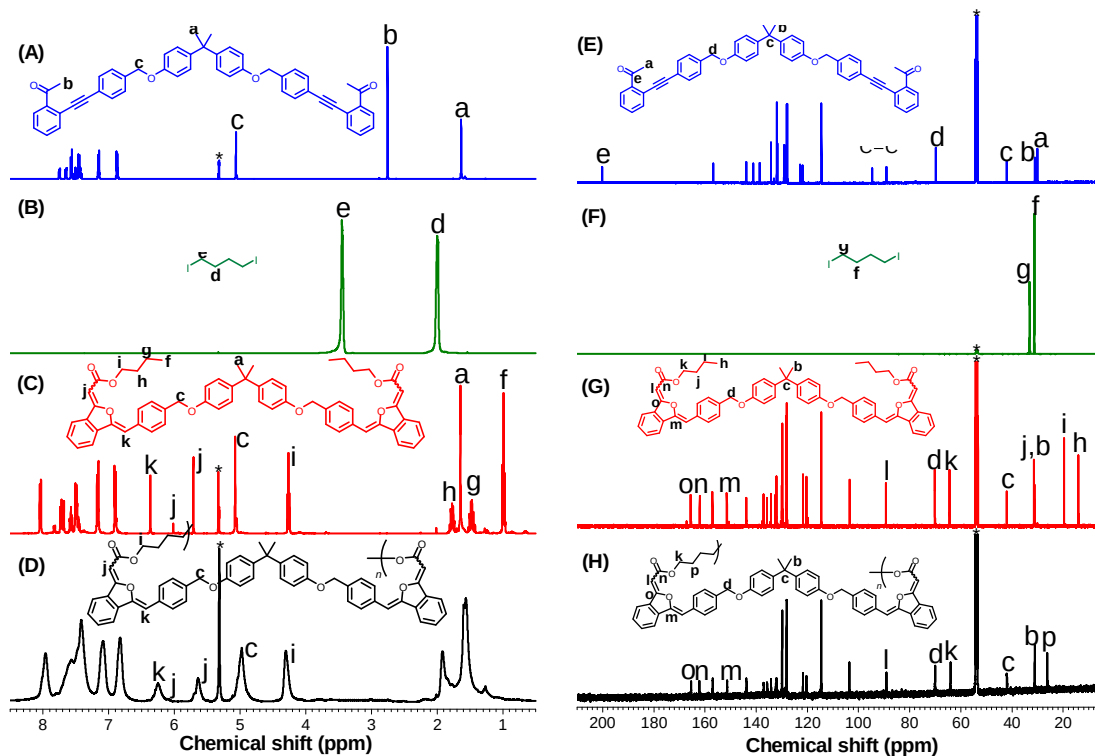 (A)
a
b
c
O
b
O
O
O
c
*
b
a
(B)
e
d
I
I
e
d
(C)
g
i
f
h
O
O
j
O
k
c
O
a
O
O
O
O
k
j
j
*
c
i
h
g
a
f
(D)
i
O
O
j
O
k
c
O
O
n
O
O
O
*
k
j
j
c
i
8
7
6
5
4
3
2
1
Chemical shift (ppm)
(E)
a
b
c
d
O
e
O
O
O
e
d
c
b
a
*
(F)
g
f
I
I
g
f
*
(G)
i
k
h
j
O
O
l
n
o
O
m
d
O
b
c
O
O
O
O
o
n
m
l
d
k
*
c
j,b
i
h
(H)
k
p
O
O
l
n
o
O
m
d
O
b
c
O
n
O
O
O
o
n
m
l
d
k
*
c
b
p
200
180
160
140
120
100
80
60
40
20
Chemical shift (ppm)